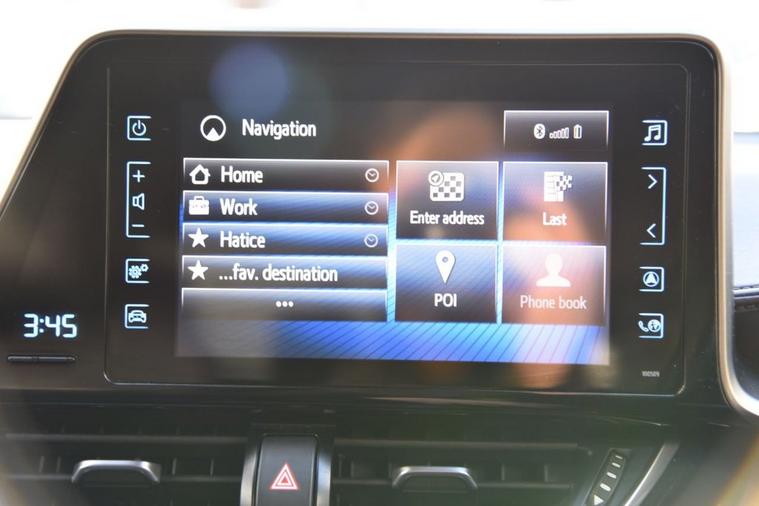 Navigation
Home
Work
Hatice
...fav. destination
...
Enter address
Last
POI
Phone book
+
-
3:45